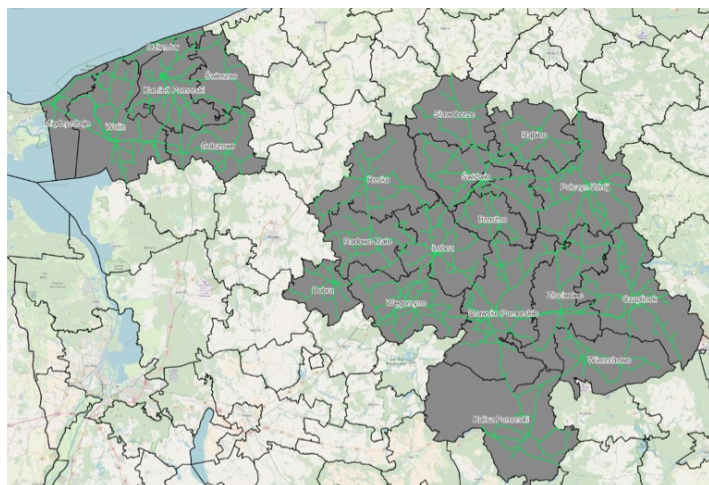 Dziwnów
Świerzno
Kamień Pomorski
Międzyzdroje
Wolin
Golczewo
Sławoborze
Rąbino
Resko
Świdwin
Połczyn-Zdrój
Brzeżno
Radowo Małe
Łobez
Dobra
Węgorzyno
Złocieniec
Czaplinek
Drawsko Pomorskie
Wierzchowo
Kalisz Pomorski